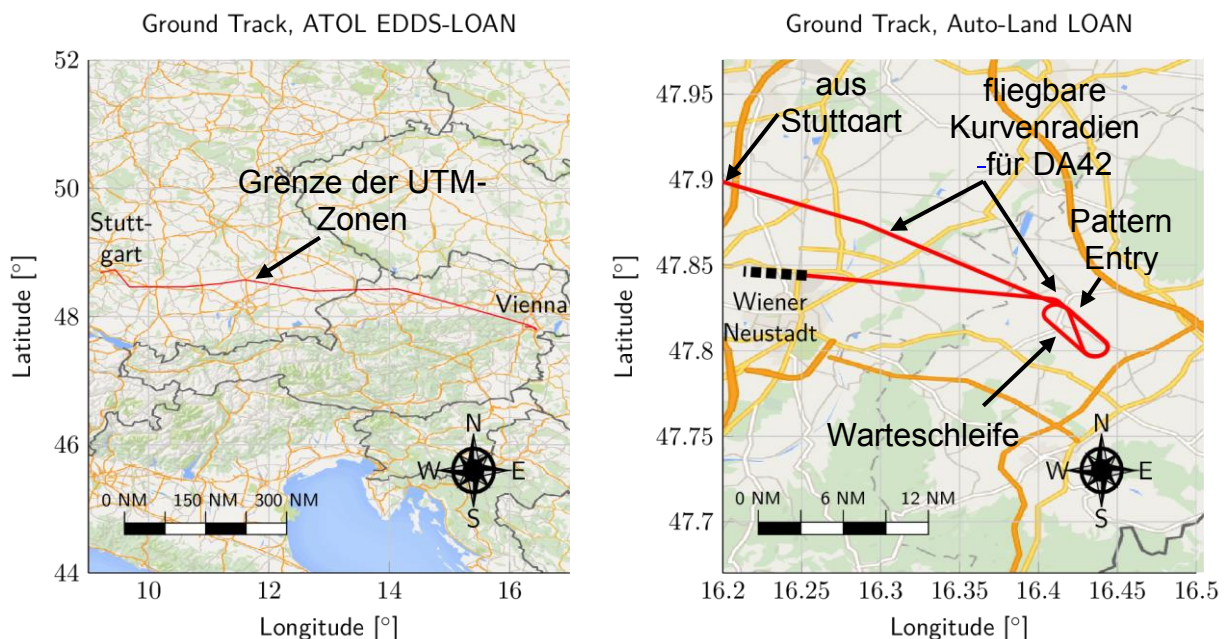 Ground Track, ATOL EDDS-LOAN
52
50
48
46
44
Latitude [°]
Grenze der UTM-
Zonen
Stutt-
gart
Vienna
N
W E
S
0 NM 150 NM 300 NM
10 12 14 16
Longitude [°]
Ground Track, Auto-Land LOAN
47.95
47.9
47.85
47.8
47.75
47.7
Latitude [°]
aus
Stuttgart
fliegbare
Kurvenradien
für DA42
Pattern
Entry
Wiener
Neustadt
Warteschleife
N
W E
S
0 NM 6 NM 12 NM
16.2 16.25 16.3 16.35 16.4 16.45 16.5
Longitude [°]